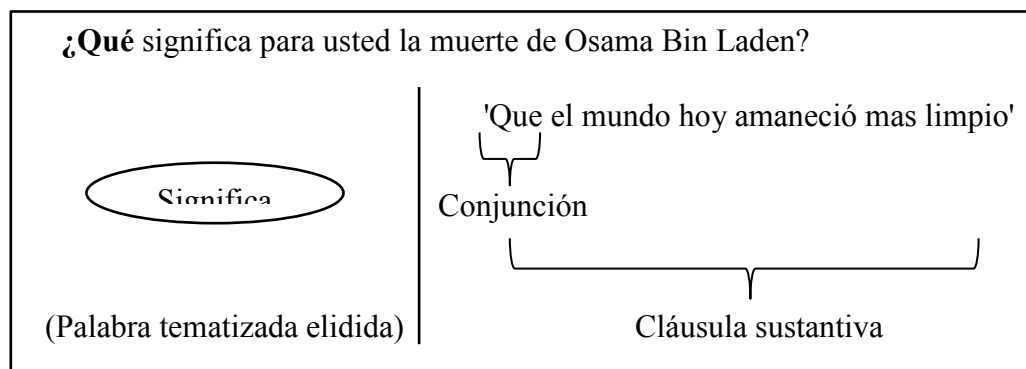 ¿Qué significa para usted la muerte de Osama Bin Laden?
'Que el mundo hoy amaneció mas limpio'
Significa
Conjunción
(Palabra tematizada elidida)
Cláusula sustantiva